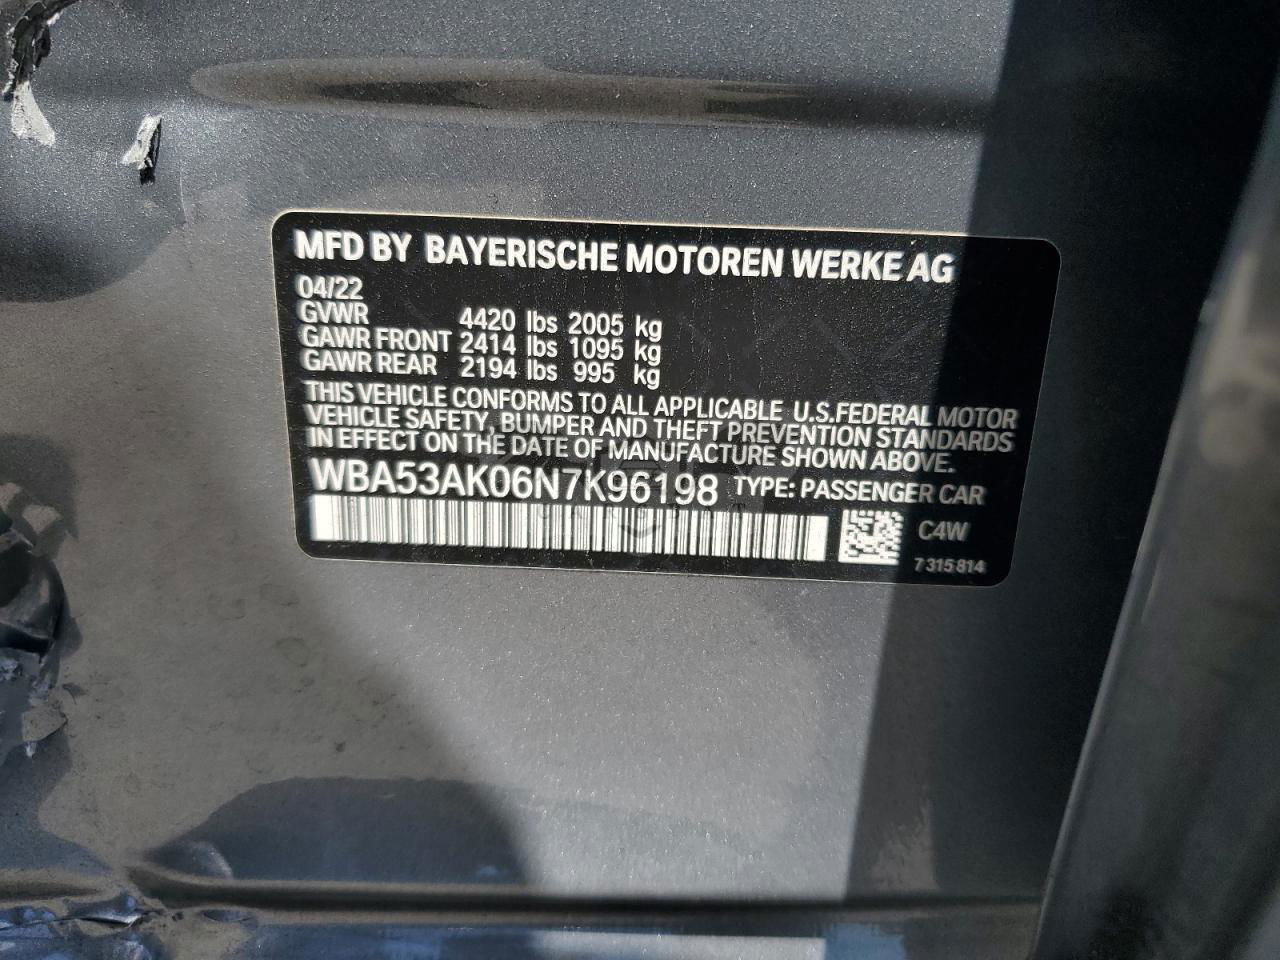 MFD BY BAYERISCHE MOTOREN WERKE AG
04/22
GVWR 4420 lbs 2005 kg
GAWR FRONT 2414 lbs 1095 kg
GAWR REAR 2194 lbs 995 kg
THIS VEHICLE CONFORMS TO ALL APPLICABLE U.S.FEDERAL MOTOR
VEHICLE SAFETY, BUMPER AND THEFT PREVENTION STANDARDS
IN EFFECT ON THE DATE OF MANUFACTURE SHOWN ABOVE.
WBA53AK06N7K96198 TYPE: PASSENGER CAR
C4W
7 315 814